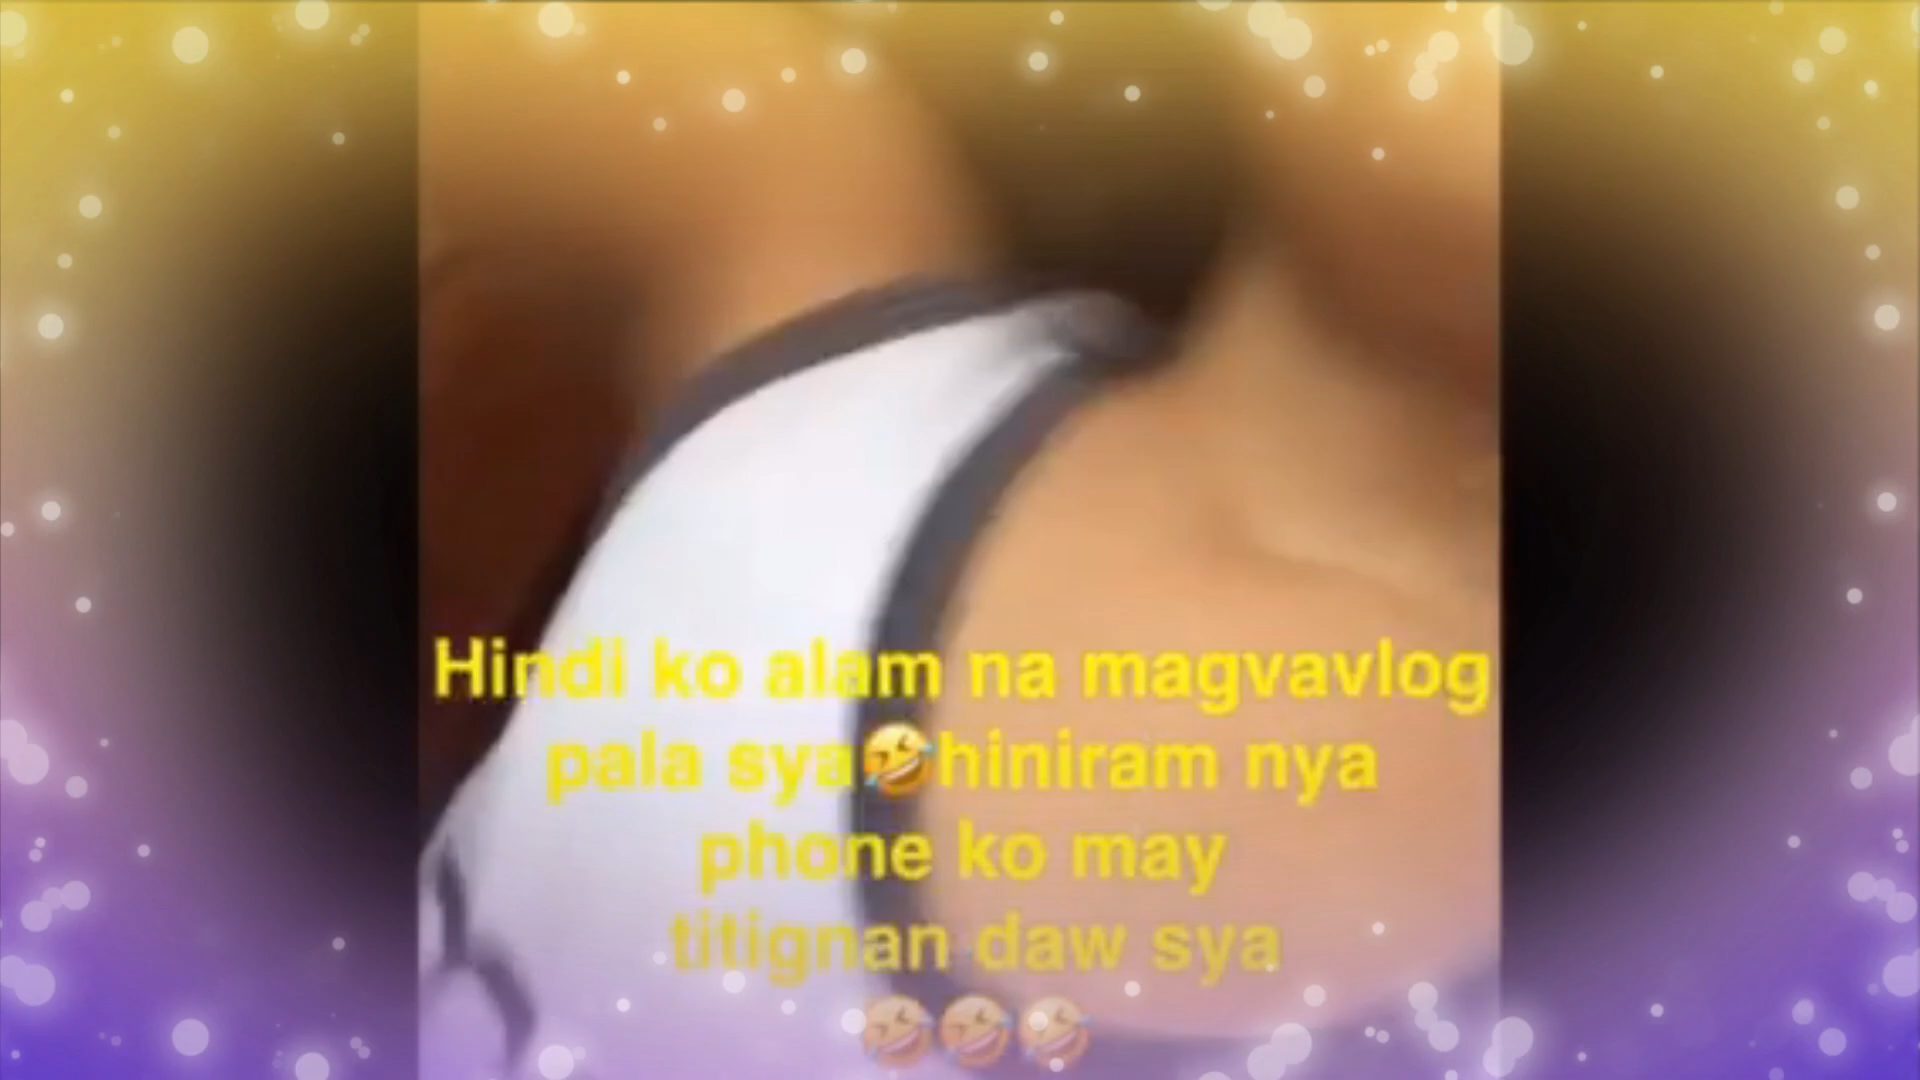 Hindi ko alam na magvavlog
pala sya🤣hiniram nya
phone ko may
titignan daw sya
🤣🤣🤣